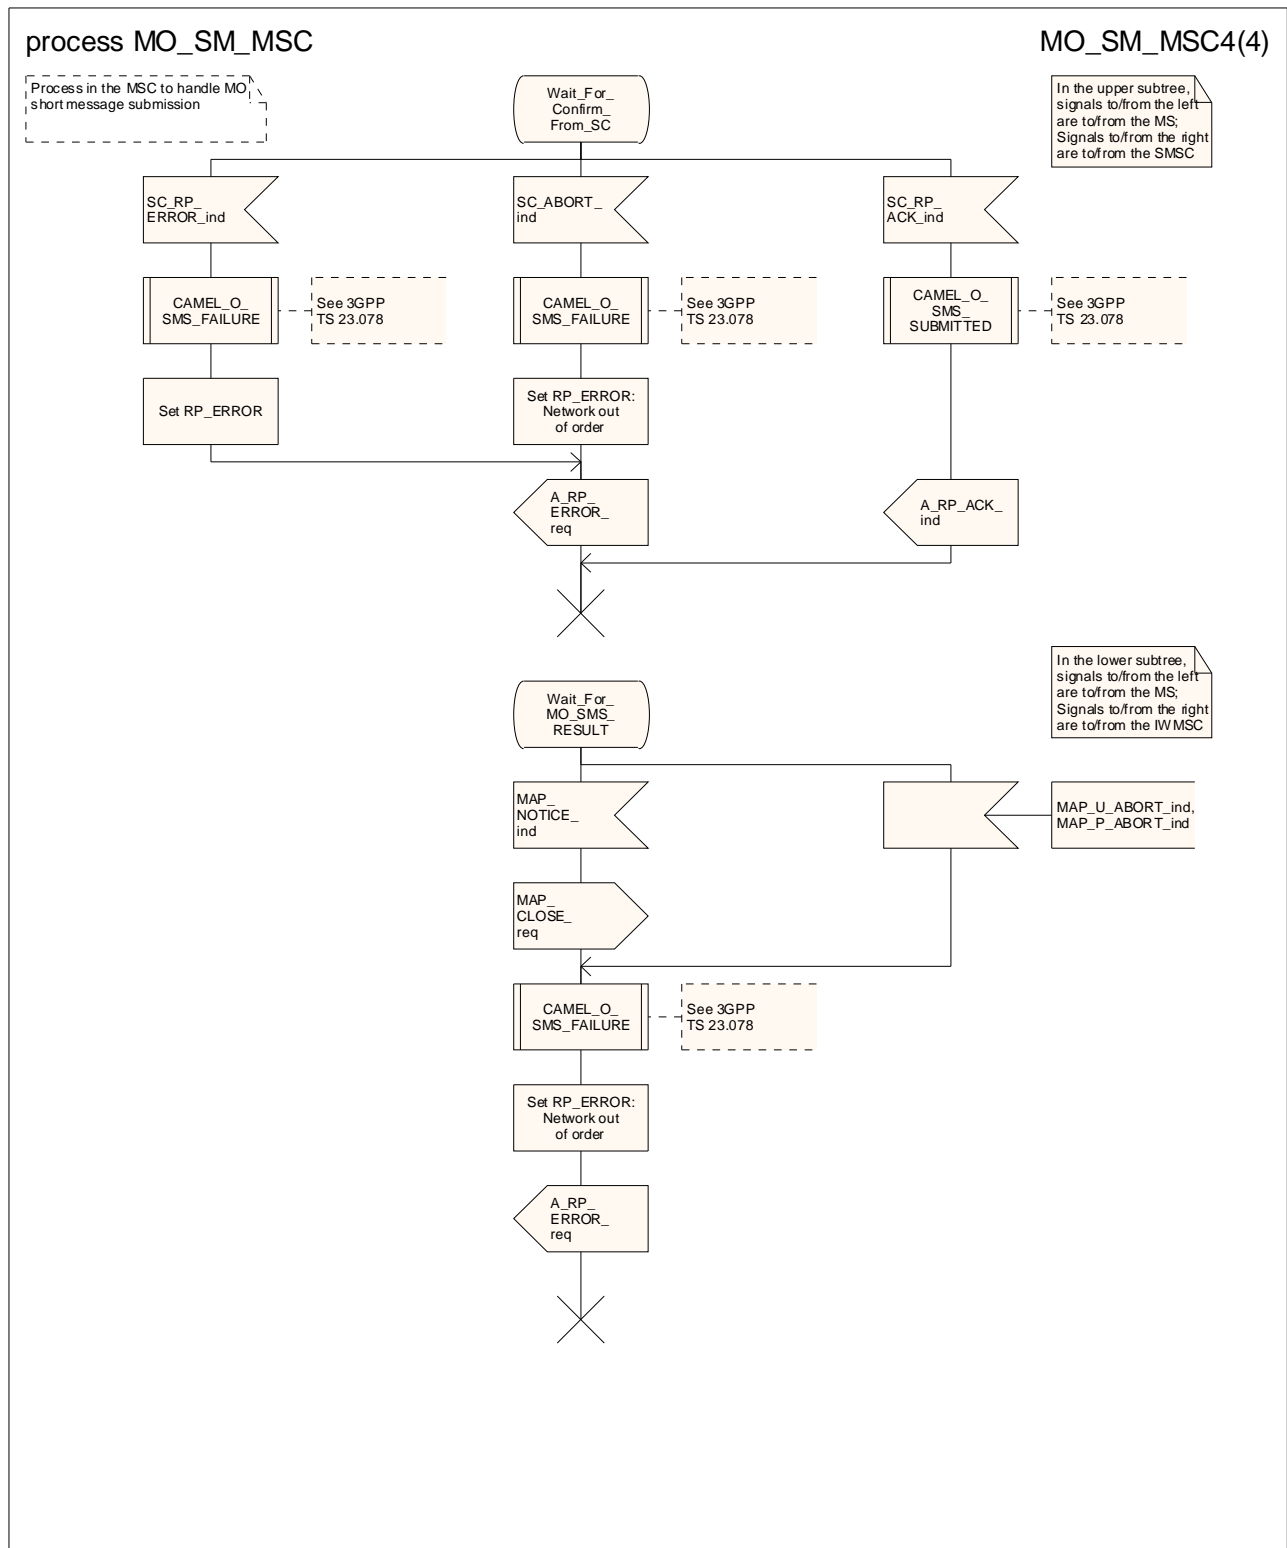 process MO_SM_MSC
MO_SM_MSC4(4)
Process in the MSC to handle MO
short message submission
Wait_For_
Confirm_
From_SC
In the upper subtree,
signals to/from the left
are to/from the MS;
Signals to/from the right
are to/from the SMSC
SC_RP_
ERROR_ind
SC_ABORT_
ind
SC_RP_
ACK_ind
CAMEL_O_
SMS_FAILURE
See 3GPP
TS 23.078
CAMEL_O_
SMS_FAILURE
See 3GPP
TS 23.078
CAMEL_O_
SMS_
SUBMITTED
See 3GPP
TS 23.078
Set RP_ERROR
Set RP_ERROR:
Network out
of order
A_RP_
ERROR_
req
A_RP_ACK_
ind
In the lower subtree,
signals to/from the left
are to/from the MS;
Signals to/from the right
are to/from the IWMSC
Wait_For_
MO_SMS_
RESULT
MAP_
NOTICE_
ind
MAP_U_ABORT_ind,
MAP_P_ABORT_ind
MAP_
CLOSE_
req
CAMEL_O_
SMS_FAILURE
See 3GPP
TS 23.078
Set RP_ERROR:
Network out
of order
A_RP_
ERROR_
req